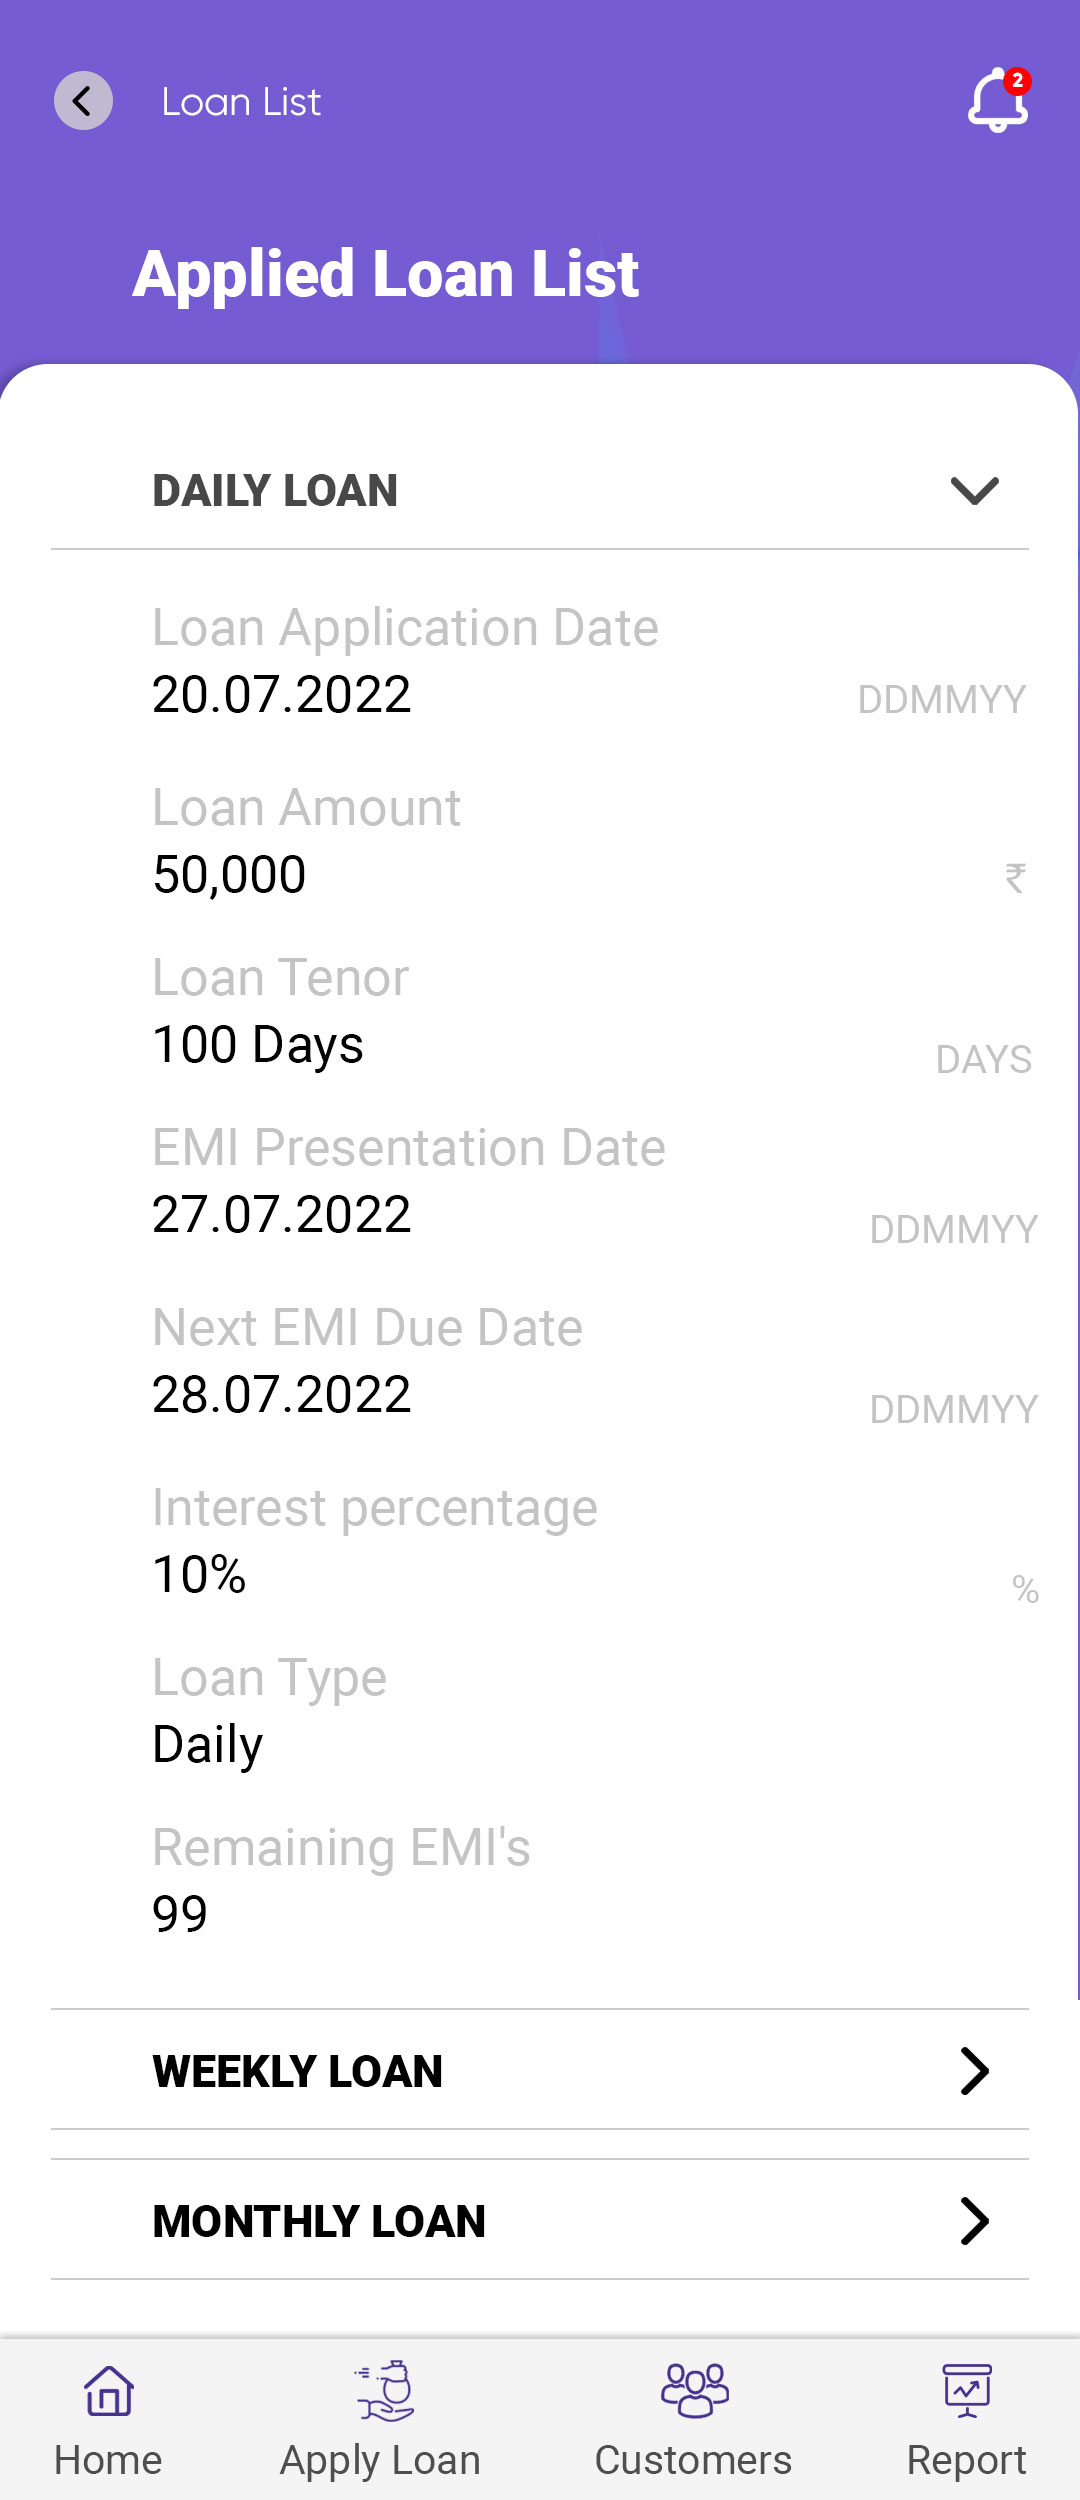 Loan List
2
Applied Loan List
DAILY LOAN
Loan Application Date
20.07.2022 DDMMYY
Loan Amount
50,000 ₹
Loan Tenor
100 Days DAYS
EMI Presentation Date
27.07.2022 DDMMYY
Next EMI Due Date
28.07.2022 DDMMYY
Interest percentage
10% %
Loan Type
Daily
Remaining EMI's
99
WEEKLY LOAN
MONTHLY LOAN
Home Apply Loan Customers Report